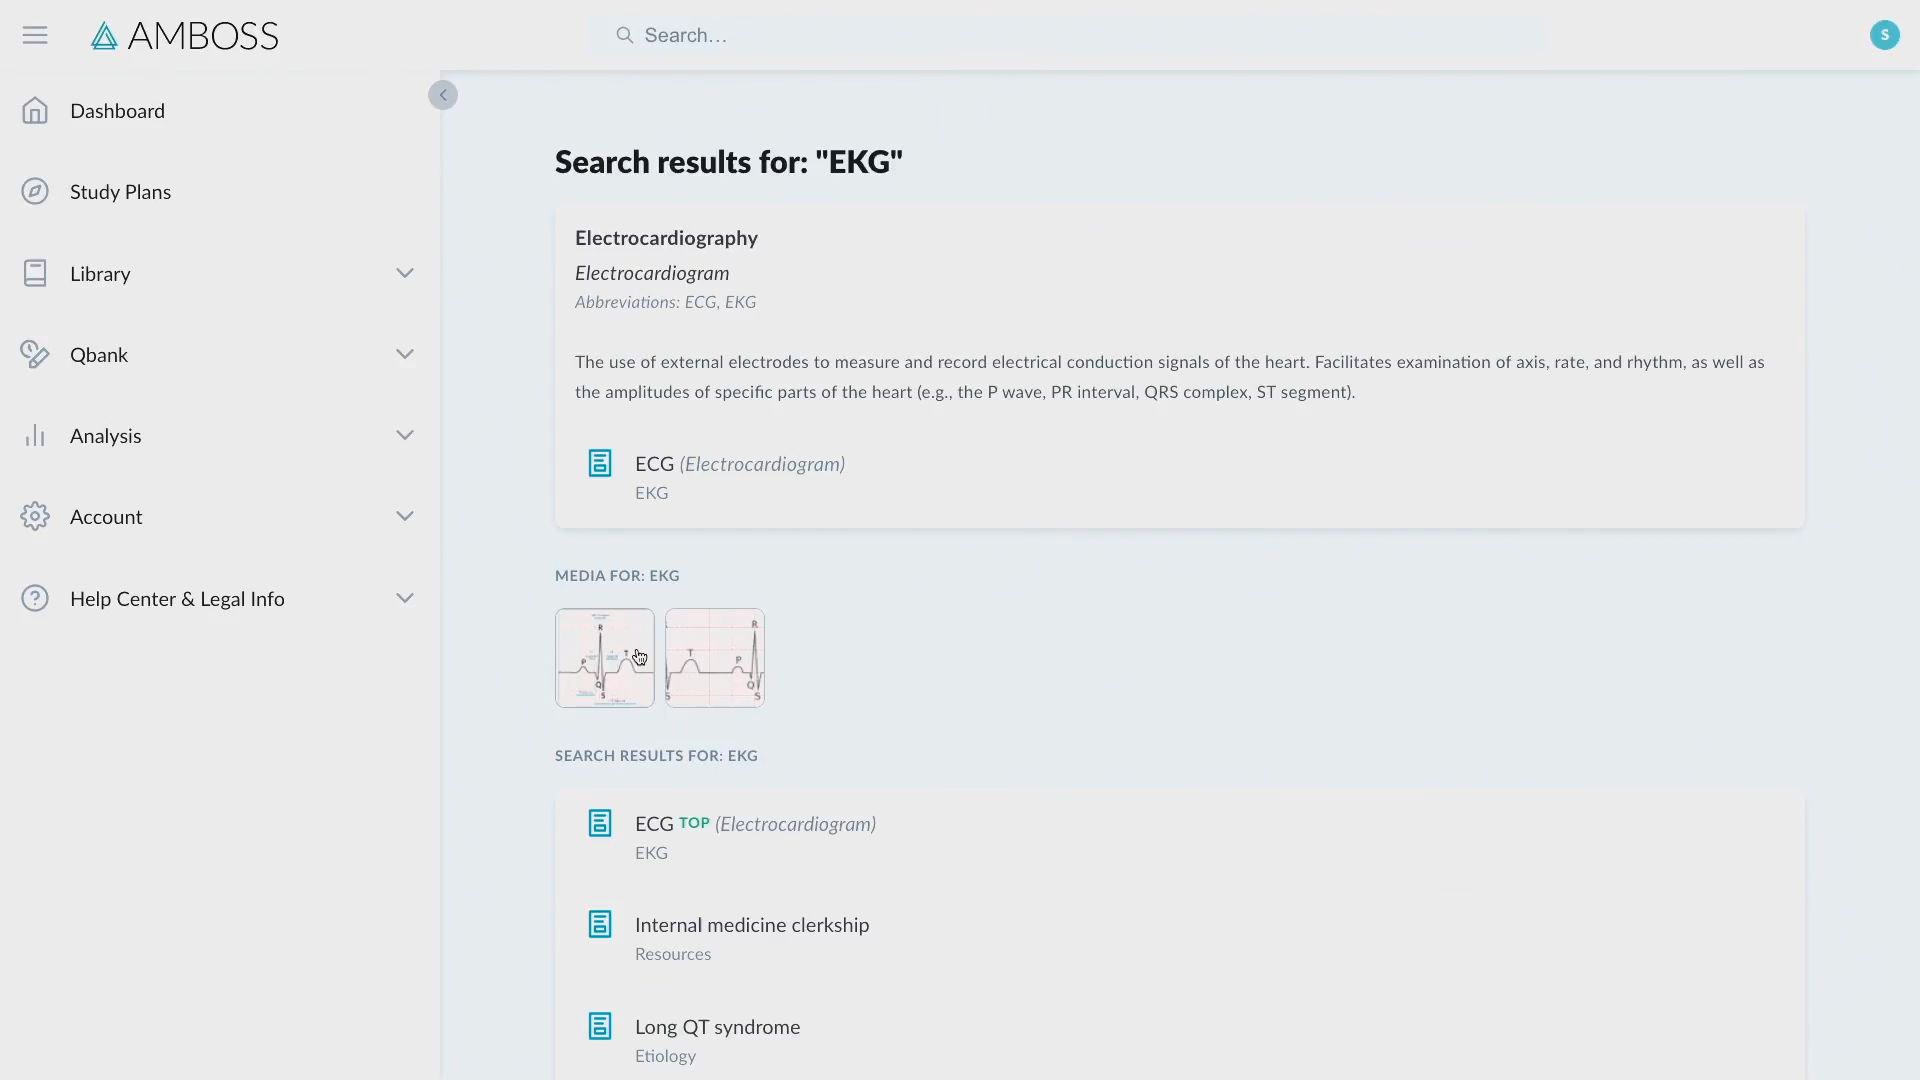 AMBOSS
Search…
S
Dashboard
Study Plans
Library
Qbank
Analysis
Account
Help Center & Legal Info
Search results for: "EKG"
Electrocardiography
Electrocardiogram
Abbreviations: ECG, EKG
The use of external electrodes to measure and record electrical conduction signals of the heart. Facilitates examination of axis, rate, and rhythm, as well as
the amplitudes of specific parts of the heart (e.g., the P wave, PR interval, QRS complex, ST segment).
ECG (Electrocardiogram)
EKG
MEDIA FOR: EKG
R
P
T
Q
S
R
T
P
Q
S
S
SEARCH RESULTS FOR: EKG
ECG TOP (Electrocardiogram)
EKG
Internal medicine clerkship
Resources
Long QT syndrome
Etiology